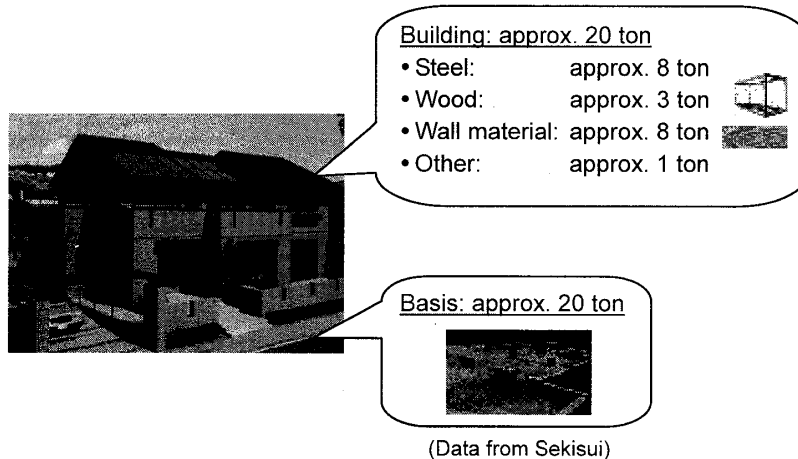 Building: approx. 20 ton
• Steel: approx. 8 ton
• Wood: approx. 3 ton
• Wall material: approx. 8 ton
• Other: approx. 1 ton
Basis: approx. 20 ton
(Data from Sekisui)